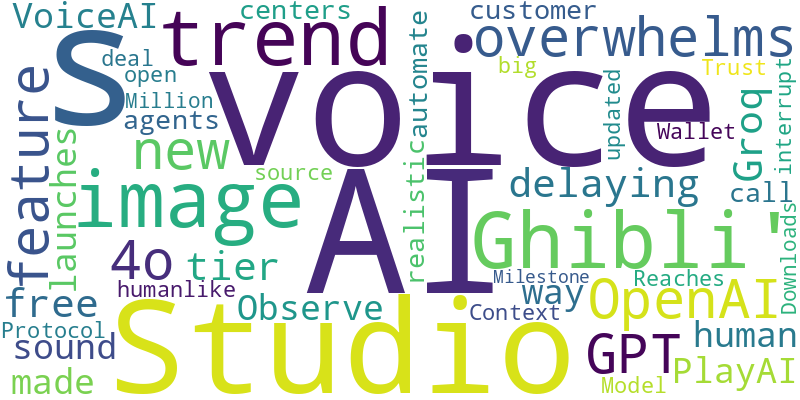 VoiceAI
centers
customer
trend
overwhelms
s
deal
open
big
Trust
voice
automate
updated
interrupt
Million
agents
Wallet
feature
launches
new
source
realistic
Groq
image
AI
delaying
call
Ghibli'
4o
tier
Milestone
Reaches
Downloads
humanlike
way
OpenAI
free
Studio
Observe
Context
Protocol
human
sound
GPT
made
PlayAI
Model